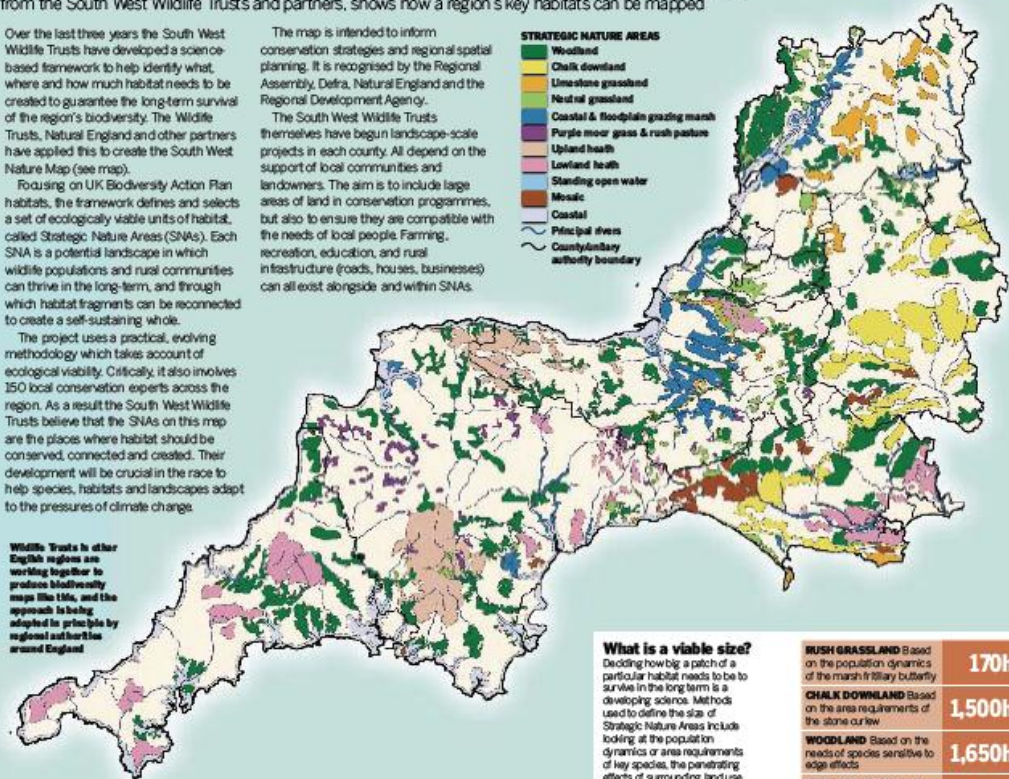 from the South West Wildlife Trusts and partners, shows how a region's key habitats can be mapped
Over the last three years the South West
Wildlife Trusts have developed a science-
based framework to help identify what,
where and how much habitat needs to be
created to guarantee the long-term survival
of the region's biodiversity. The Wildlife
Trusts, Natural England and other partners
have applied this to create the South West
Nature Map (see map).
Focusing on UK Biodiversity Action Plan
habitats, the framework defines and selects
a set of ecologically viable units of habitat,
called Strategic Nature Areas (SNAs). Each
SNA is a potential landscape in which
wildlife populations and rural communities
can thrive in the long-term, and through
which habitat fragments can be reconnected
to create a self-sustaining whole.
The project uses a practical, evolving
methodology which takes account of
ecological viability. Critically, it also involves
150 local conservation experts across the
region. As a result the South West Wildlife
Trusts believe that the SNAs on this map
are the places where habitat should be
conserved, connected and created. Their
development will be crucial in the race to
help species, habitats and landscapes adapt
to the pressures of climate change.
Wildlife Trusts in other
English regions are
working together to
produce biodiversity
maps like this, and the
approach is being
adopted in principle by
regional authorities
around England
The map is intended to inform
conservation strategies and regional spatial
planning. It is recognised by the Regional
Assembly, Defra, Natural England and the
Regional Development Agency.
The South West Wildlife Trusts
themselves have begun landscape-scale
projects in each county. All depend on the
support of local communities and
landowners. The aim is to include large
areas of land in conservation programmes,
but also to ensure they are compatible with
the needs of local people. Farming,
recreation, education, and rural
infrastructure (roads, houses, businesses)
can all exist alongside and within SNAs.
STRATEGIC NATURE AREAS
Woodland
Chalk downland
Limestone grassland
Neutral grassland
Coastal & floodplain grazing marsh
Purple moor grass & rush pasture
Upland heath
Lowland heath
Standing open water
Mosaic
Coastal
Principal rivers
County/unitary
authority boundary
What is a viable size?
Deciding how big a patch of a
particular habitat needs to be to
survive in the long term is a
developing science. Methods
used to define the size of
Strategic Nature Areas include
looking at the population
dynamics or area requirements
of key species, the penetrating
effects of surrounding land use
RUSH GRASSLAND Based
on the population dynamics
of the marsh fritillary butterfly
170h
CHALK DOWNLAND Based
on the area requirements of
the stone curlew
1,500h
WOODLAND Based on the
needs of species sensitive to
edge effects
1,650h